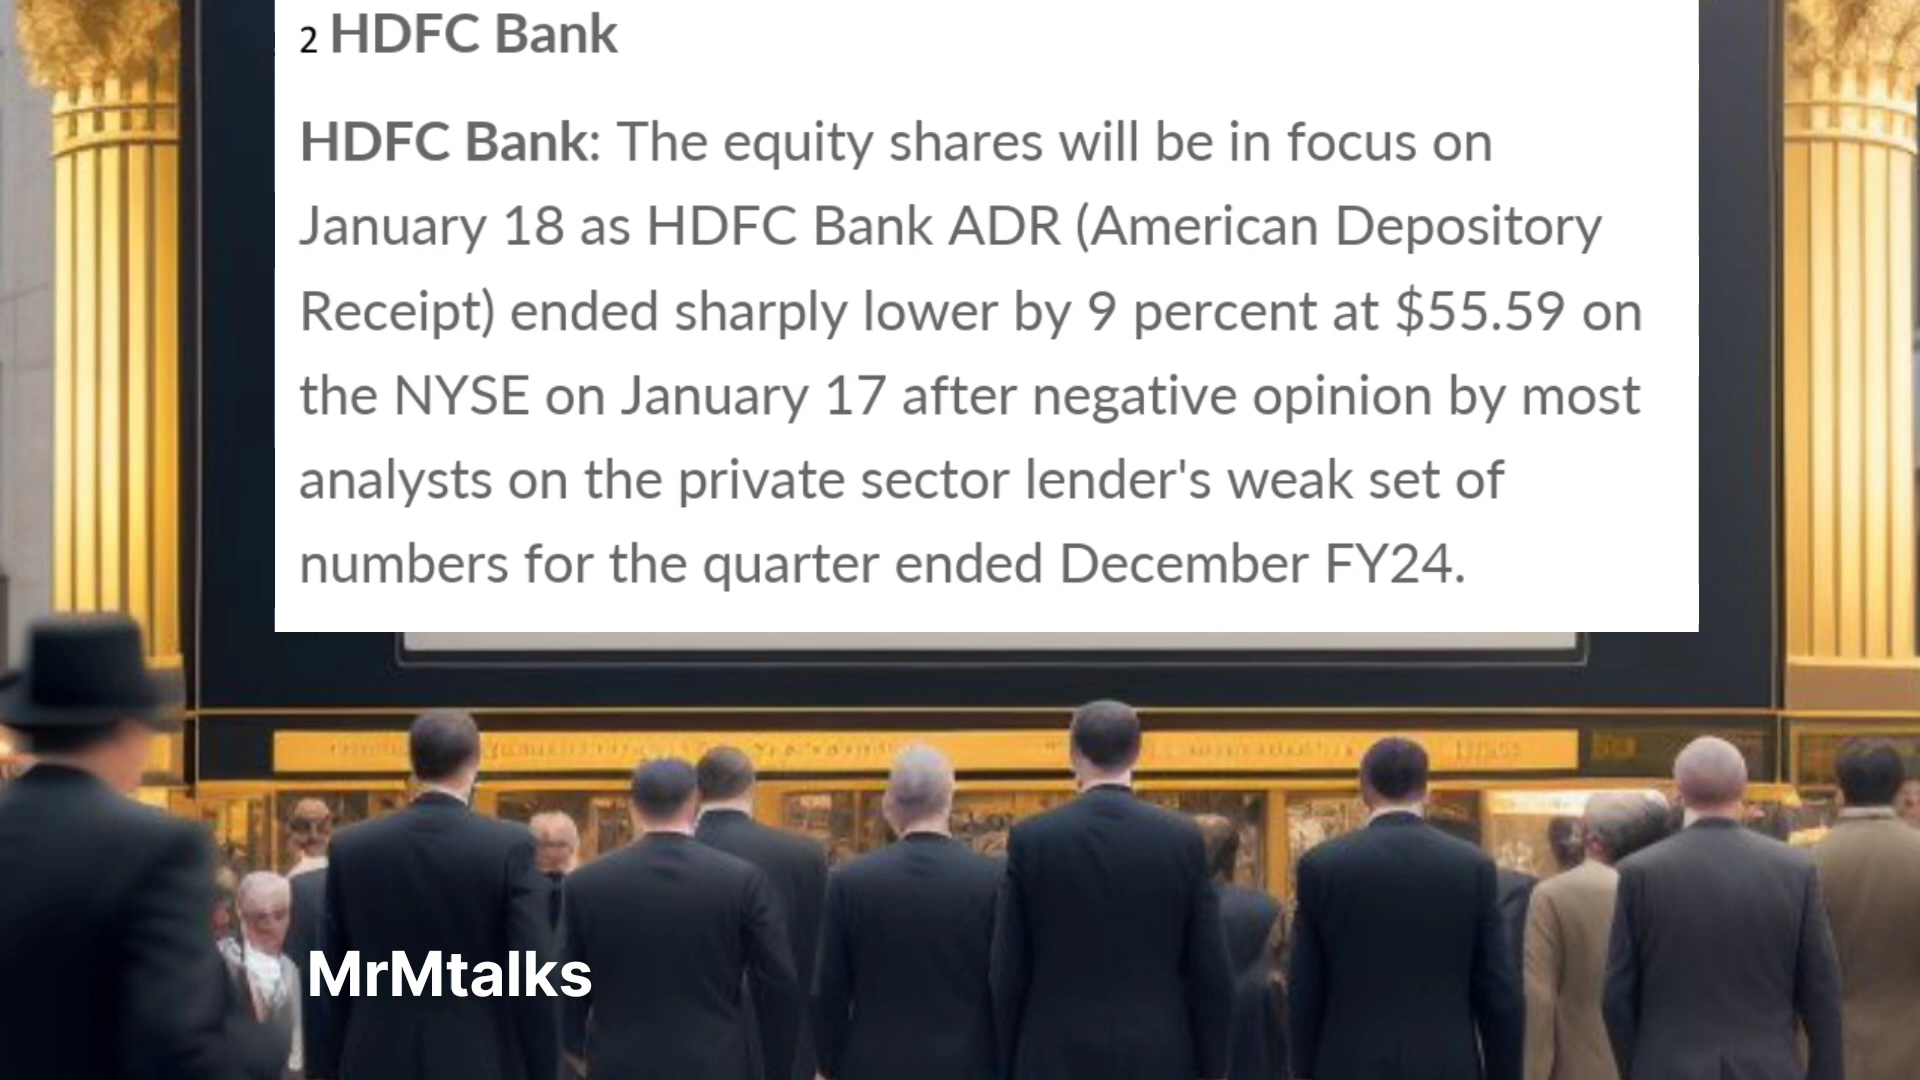 2 HDFC Bank
HDFC Bank: The equity shares will be in focus on
January 18 as HDFC Bank ADR (American Depository
Receipt) ended sharply lower by 9 percent at $55.59 on
the NYSE on January 17 after negative opinion by most
analysts on the private sector lender's weak set of
numbers for the quarter ended December FY24.
MrMtalks